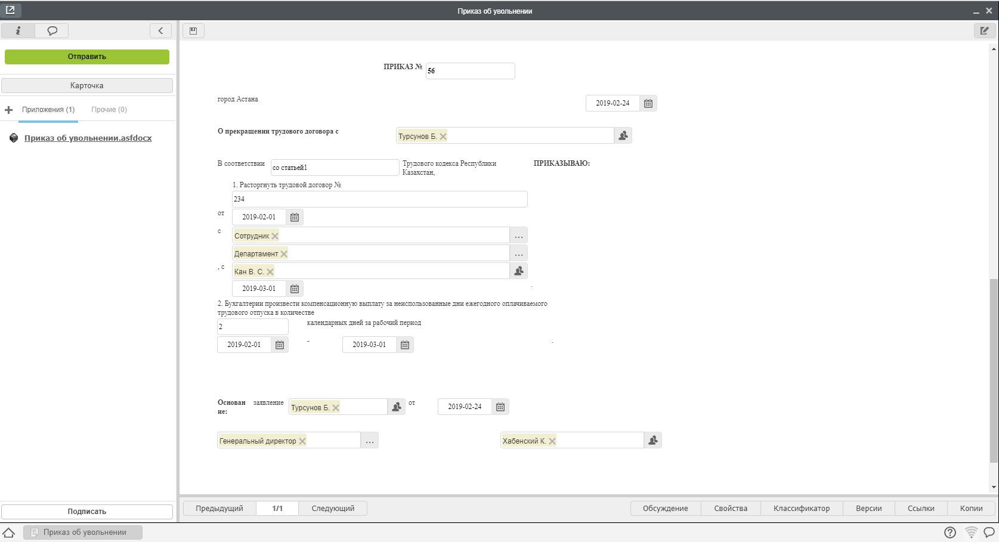 Приказ об увольнении
Отправить
Карточка
Приложения (1) Прочие (0)
Приказ об увольнении.asfdocx
Подписать
ПРИКАЗ № 56
город Астана 2019-02-24
О прекращении трудового договора с Турсунов Б.
В соответствии со статьей1 Трудового кодекса Республики Казахстан, ПРИКАЗЫВАЮ:
1. Расторгнуть трудовой договор №
234
от 2019-02-01
с Сотрудник ...
Департамент ...
, с Кан В. С.
2019-03-01 .
2. Бухгалтерии произвести компенсационную выплату за неиспользованные дни ежегодного оплачиваемого
трудового отпуска в количестве
2 календарных дней за рабочий период
2019-02-01 - 2019-03-01 .
Основан
ие: заявление Турсунов Б. от 2019-02-24
Генеральный директор ... Хабенский К.
Предыдущий 1/1 Следующий Обсуждение Свойства Классификатор Версии Ссылки Копии
Приказ об увольнении